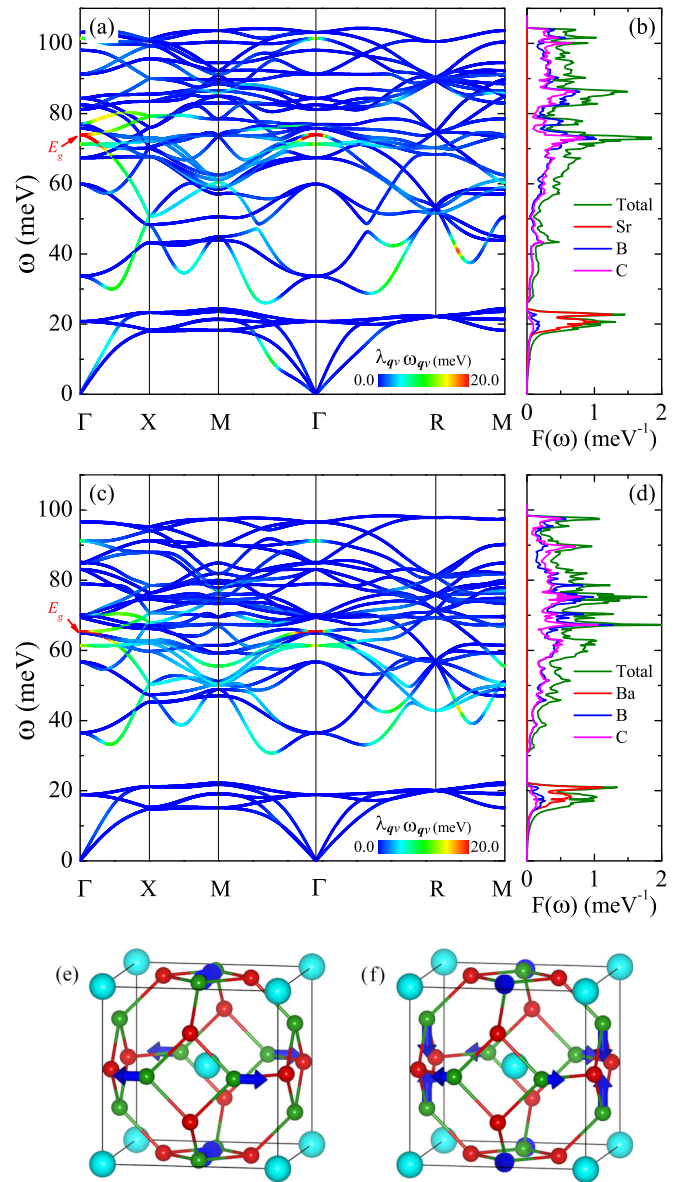 (a)
(b)
100
80
60
40
20
0
ω (meV)
E_g
λ_qν ω_qν (meV)
0.0 20.0
Γ X M Γ R M
Total
Sr
B
C
0 1 2
F(ω) (meV⁻¹)
(c)
(d)
100
80
60
40
20
0
ω (meV)
E_g
λ_qν ω_qν (meV)
0.0 20.0
Γ X M Γ R M
Total
Ba
B
C
0 1 2
F(ω) (meV⁻¹)
(e)
(f)